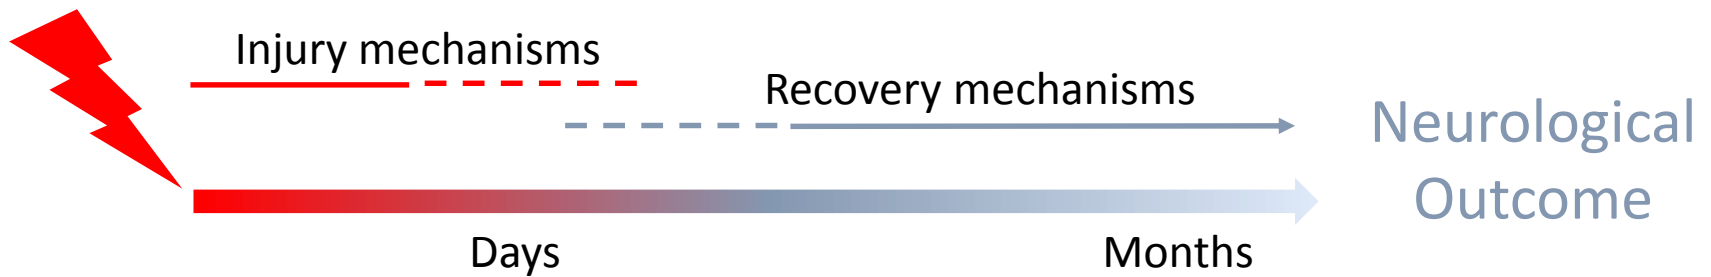 Injury mechanisms
Recovery mechanisms
Neurological
Outcome
Days
Months